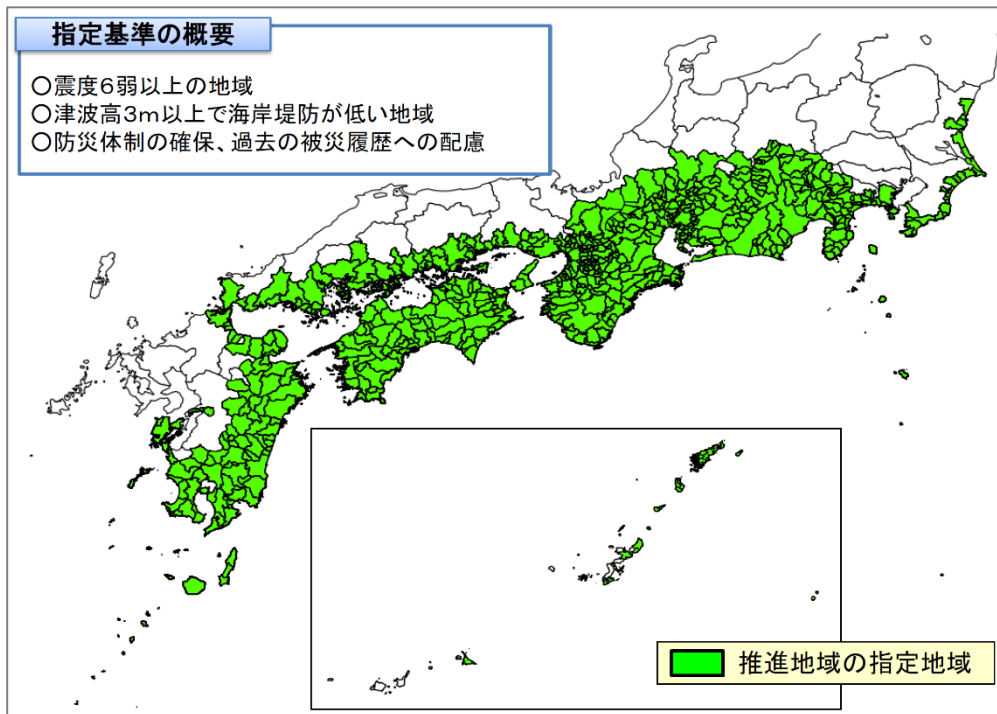 指定基準の概要
○震度6弱以上の地域
○津波高3m以上で海岸堤防が低い地域
○防災体制の確保、過去の被災履歴への配慮
推進地域の指定地域